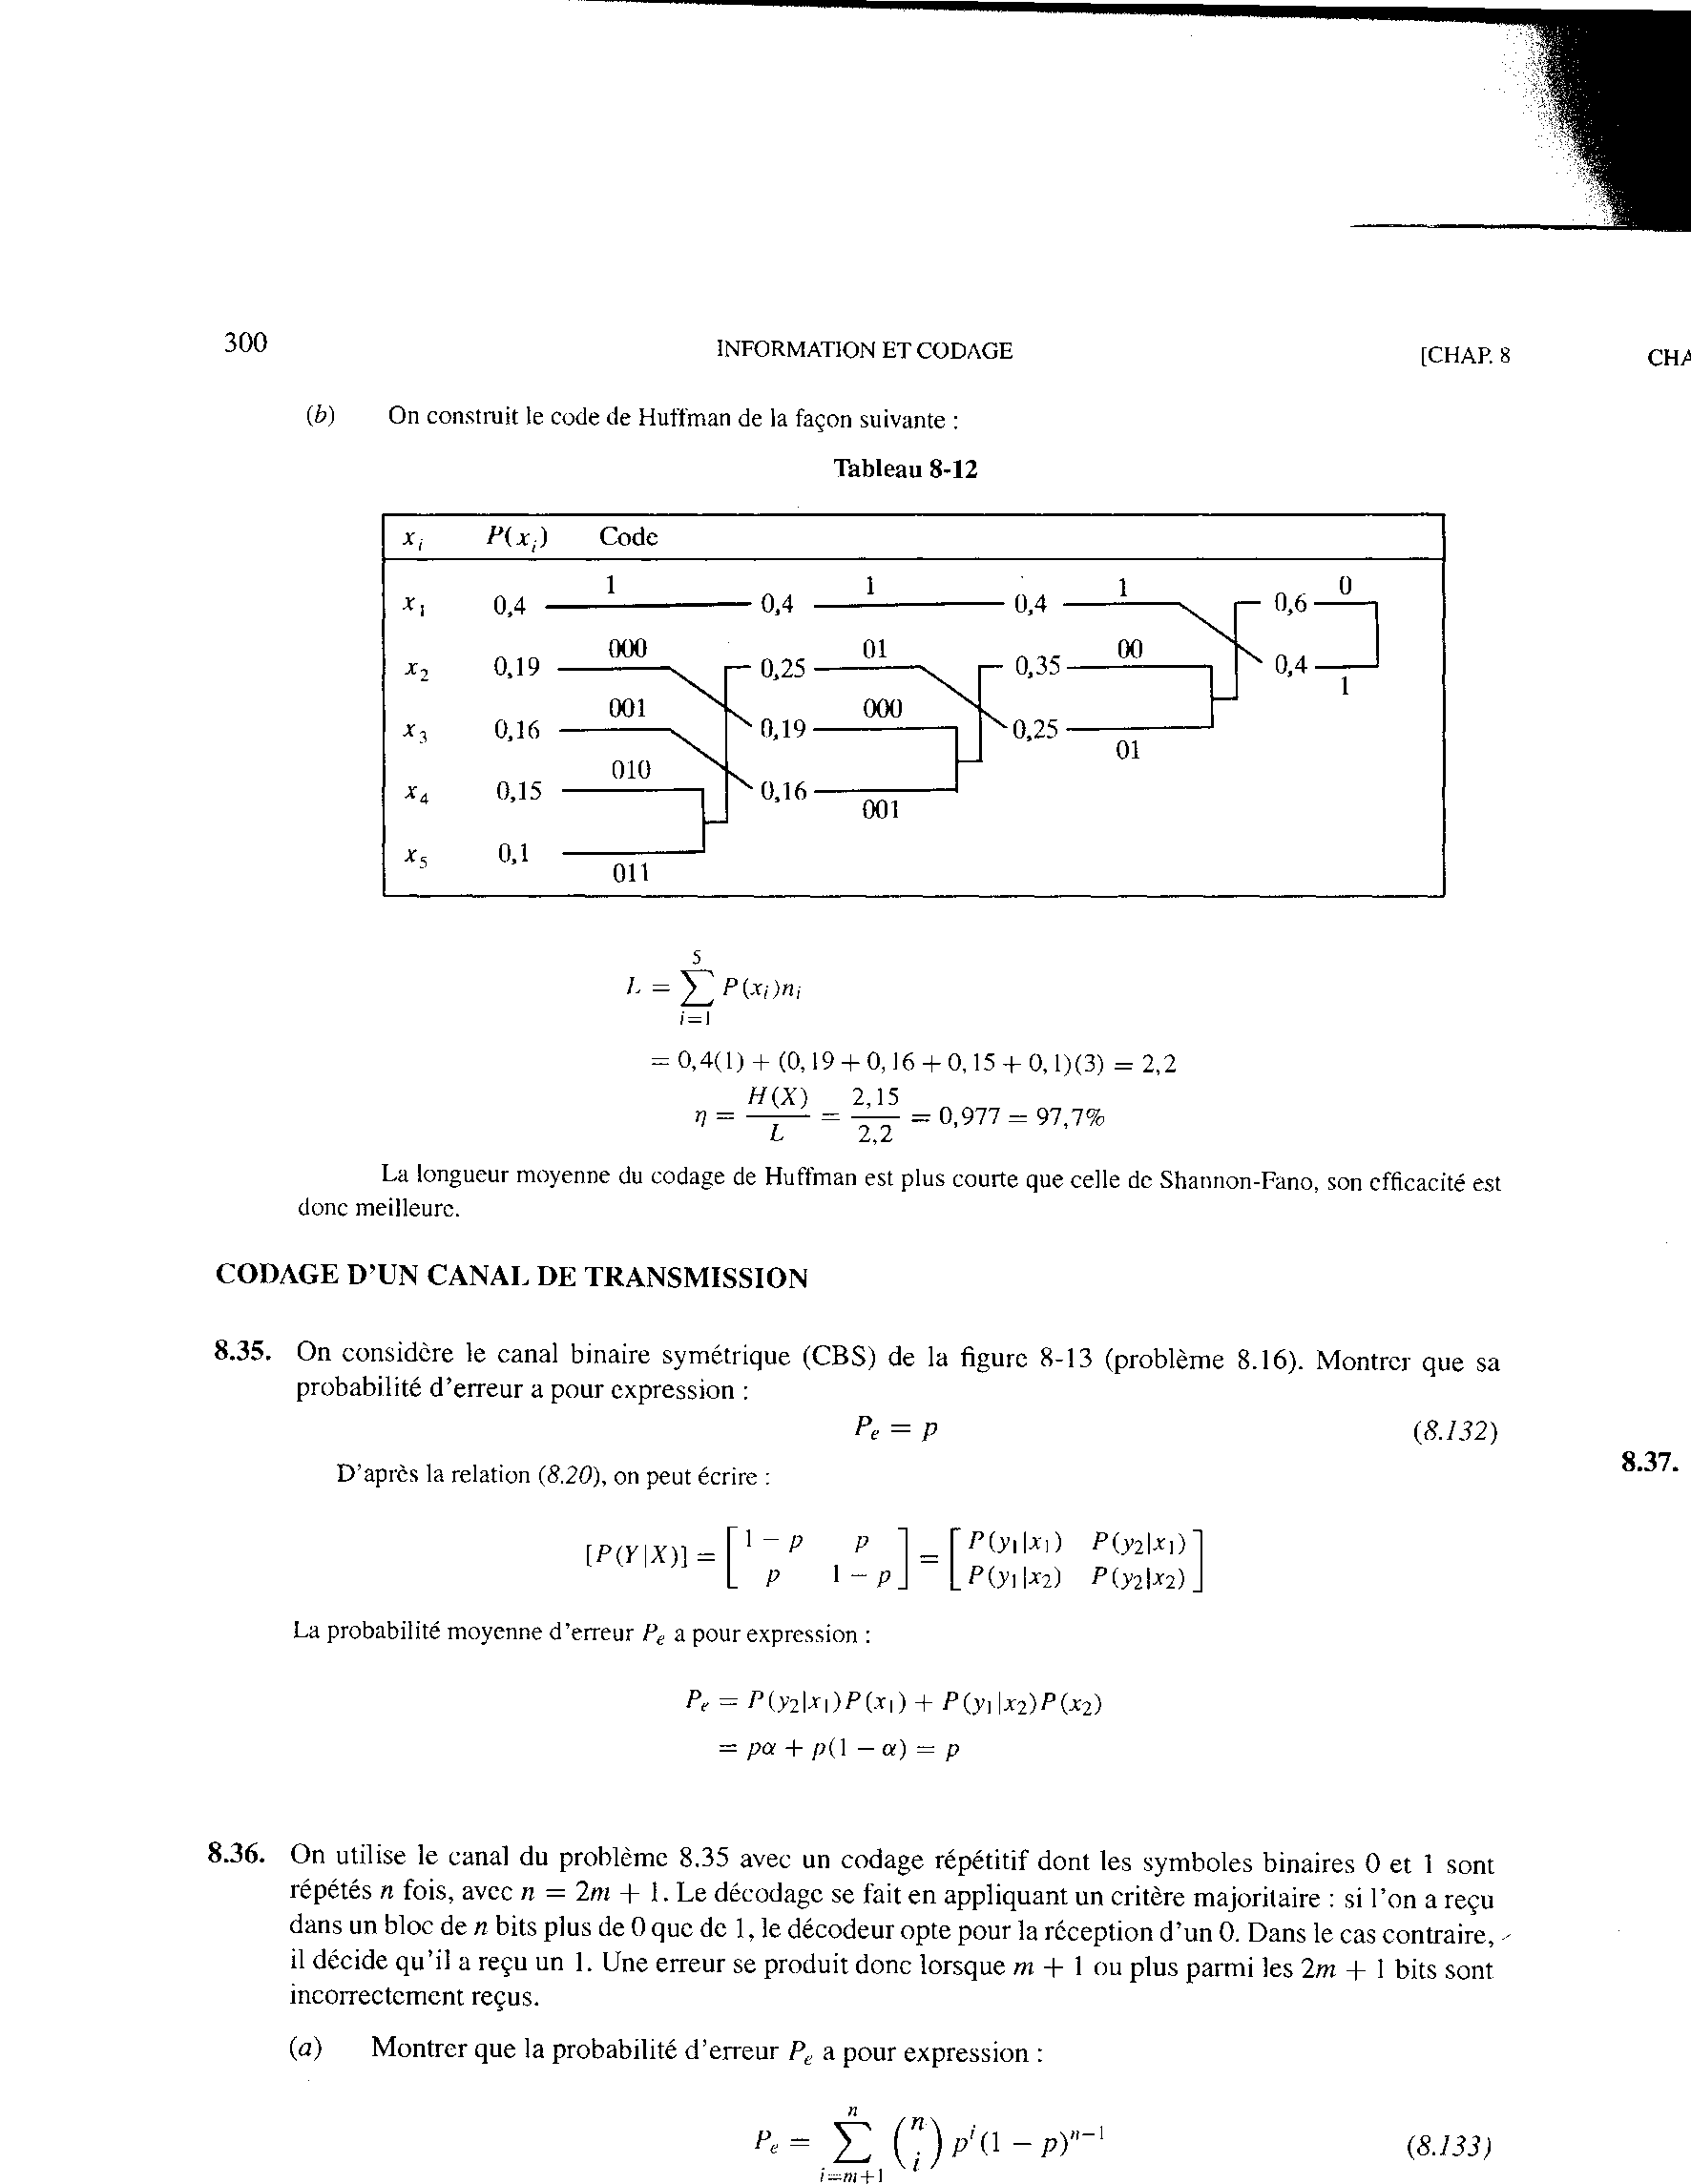 300 INFORMATION ET CODAGE [CHAP. 8 CHA
(b) On construit le code de Huffman de la façon suivante :
Tableau 8-12
x_i P(x_i) Code
1 1 1 0
x_1 0,4 0,4 0,4 0,6
000 01 00
x_2 0,19 0,25 0,35 0,4
1
001 000
x_3 0,16 0,19 0,25
01
010
x_4 0,15 0,16
001
x_5 0,1
011
L = \sum_{i=1}^{5} P(x_i)n_i
= 0,4(1) + (0,19 + 0,16 + 0,15 + 0,1)(3) = 2,2
η = H(X)/L = 2,15/2,2 = 0,977 = 97,7%
La longueur moyenne du codage de Huffman est plus courte que celle de Shannon-Fano, son efficacité est
donc meilleure.
CODAGE D'UN CANAL DE TRANSMISSION
8.35. On considère le canal binaire symétrique (CBS) de la figure 8-13 (problème 8.16). Montrer que sa
probabilité d'erreur a pour expression :
P_e = p (8.132)
8.37.
D'après la relation (8.20), on peut écrire :
[P(Y|X)] = [1 − p p ; p 1 − p] = [P(y_1|x_1) P(y_2|x_1) ; P(y_1|x_2) P(y_2|x_2)]
La probabilité moyenne d'erreur P_e a pour expression :
P_e = P(y_2|x_1)P(x_1) + P(y_1|x_2)P(x_2)
= pα + p(1 − α) = p
8.36. On utilise le canal du problème 8.35 avec un codage répétitif dont les symboles binaires 0 et 1 sont
répétés n fois, avec n = 2m + 1. Le décodage se fait en appliquant un critère majoritaire : si l'on a reçu
dans un bloc de n bits plus de 0 que de 1, le décodeur opte pour la réception d'un 0. Dans le cas contraire,
il décide qu'il a reçu un 1. Une erreur se produit donc lorsque m + 1 ou plus parmi les 2m + 1 bits sont
incorrectement reçus.
(a) Montrer que la probabilité d'erreur P_e a pour expression :
P_e = \sum_{i=m+1}^{n} \binom{n}{i} p^i (1 − p)^{n−1} (8.133)